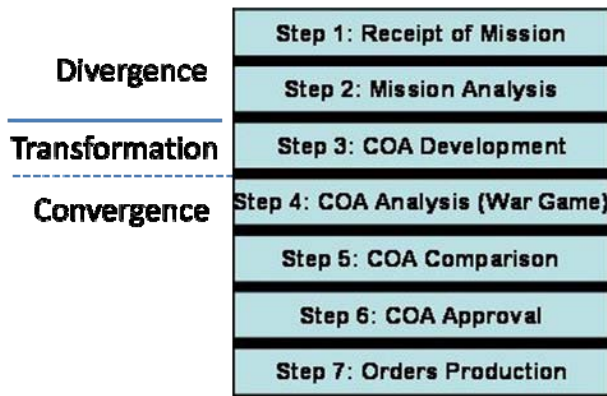 Divergence
Transformation
Convergence
Step 1: Receipt of Mission
Step 2: Mission Analysis
Step 3: COA Development
Step 4: COA Analysis (War Game)
Step 5: COA Comparison
Step 6: COA Approval
Step 7: Orders Production